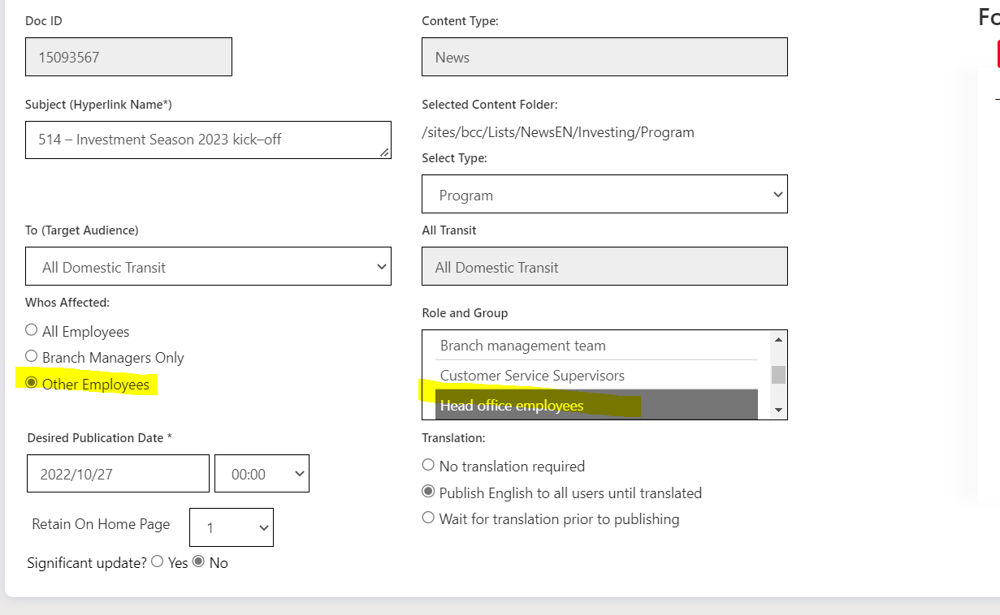 Doc ID
15093567
Content Type:
News
Fo
Subject (Hyperlink Name*)
514 – Investment Season 2023 kick–off
Selected Content Folder:
/sites/bcc/Lists/NewsEN/Investing/Program
Select Type:
Program
To (Target Audience)
All Domestic Transit
All Transit
All Domestic Transit
Whos Affected:
All Employees
Branch Managers Only
Other Employees
Role and Group
Branch management team
Customer Service Supervisors
Head office employees
Desired Publication Date *
2022/10/27
00:00
Retain On Home Page
1
Significant update? Yes No
Translation:
No translation required
Publish English to all users until translated
Wait for translation prior to publishing